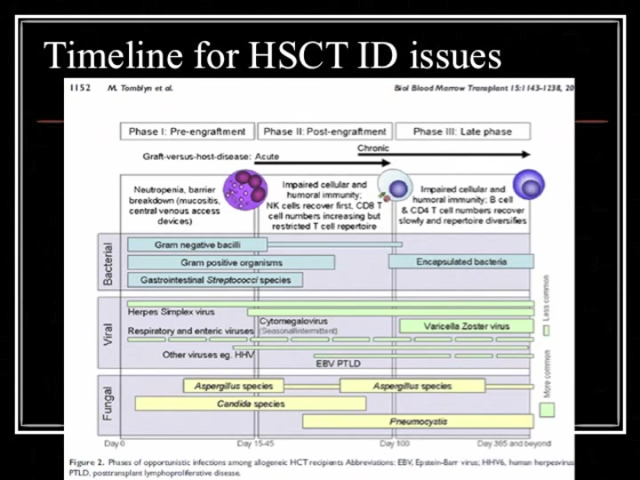 Timeline for HSCT ID issues
1152 M. Tomblyn et al. Biol Blood Marrow Transplant 15:1143-1238, 20
Phase I: Pre-engraftment Phase II: Post-engraftment Phase III: Late phase
Chronic
Graft-versus-host-disease: Acute
Neutropenia, barrier
breakdown (mucositis,
central venous access
devices)
Impaired cellular and
humoral immunity;
NK cells recover first, CD8 T
cell numbers increasing but
restricted T cell repertoire
Impaired cellular and
humoral immunity; B cell
& CD4 T cell numbers recover
slowly and repertoire diversifies
Bacterial
Gram negative bacilli
Gram positive organisms
Encapsulated bacteria
Gastrointestinal Streptococci species
Viral
Herpes Simplex virus
Cytomegalovirus
Varicella Zoster virus
Respiratory and enteric viruses (Seasonal/intermittent)
Other viruses eg. HHV
EBV PTLD
Less common
More common
Fungal
Aspergillus species
Aspergillus species
Candida species
Pneumocystis
Day 0 Day 15-45 Day 100 Day 365 and beyond
Figure 2. Phases of opportunistic infections among allogeneic HCT recipients Abbreviations: EBV, Epstein-Barr virus; HHV6, human herpesvirus
PTLD, posttransplant lymphoproliferative disease.